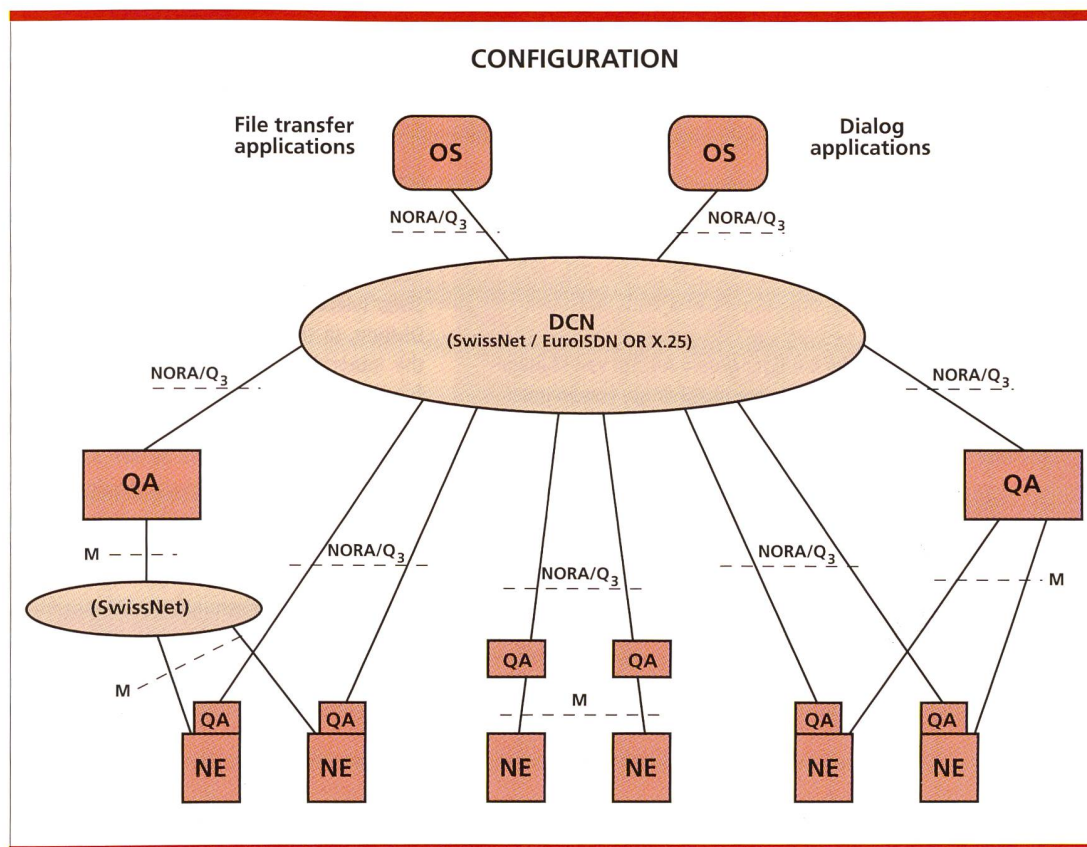 CONFIGURATION
File transfer
applications
OS
OS
Dialog
applications
NORA/Q3
NORA/Q3
DCN
(SwissNet / EuroISDN OR X.25)
NORA/Q3
NORA/Q3
QA
QA
M
NORA/Q3
NORA/Q3
NORA/Q3
M
(SwissNet)
QA
QA
M
M
QA
QA
QA
QA
NE
NE
NE
NE
NE
NE